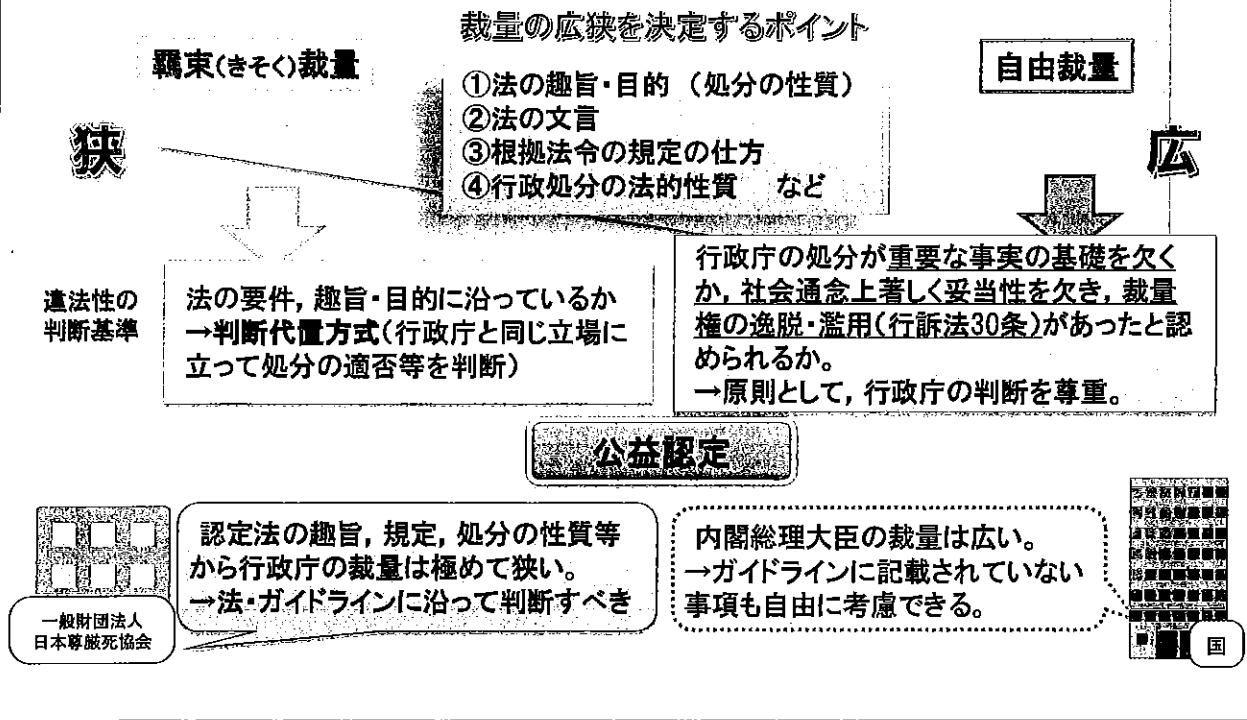 裁量の広狭を決定するポイント
羈束(きそく)裁量
自由裁量
①法の趣旨・目的 (処分の性質)
②法の文言
③根拠法令の規定の仕方
④行政処分の法的性質 など
狭
広
違法性の
判断基準
法の要件,趣旨・目的に沿っているか
→判断代置方式(行政庁と同じ立場に
立って処分の適否等を判断)
行政庁の処分が重要な事実の基礎を欠く
か,社会通念上著しく妥当性を欠き,裁量
権の逸脱・濫用(行訴法30条)があったと認
められるか。
→原則として,行政庁の判断を尊重。
公益認定
認定法の趣旨,規定,処分の性質等
から行政庁の裁量は極めて狭い。
→法・ガイドラインに沿って判断すべき
一般財団法人
日本尊厳死協会
内閣総理大臣の裁量は広い。
→ガイドラインに記載されていない
事項も自由に考慮できる。
国